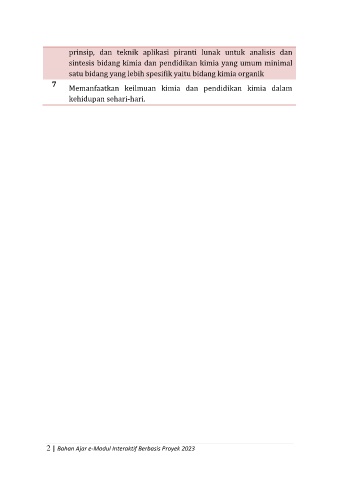 prinsip, dan teknik aplikasi piranti lunak untuk analisis dan
sintesis bidang kimia dan pendidikan kimia yang umum minimal
satu bidang yang lebih spesifik yaitu bidang kimia organik
7 Memanfaatkan keilmuan kimia dan pendidikan kimia dalam
kehidupan sehari-hari.
2 | Bahan Ajar e-Modul Interaktif Berbasis Proyek 2023